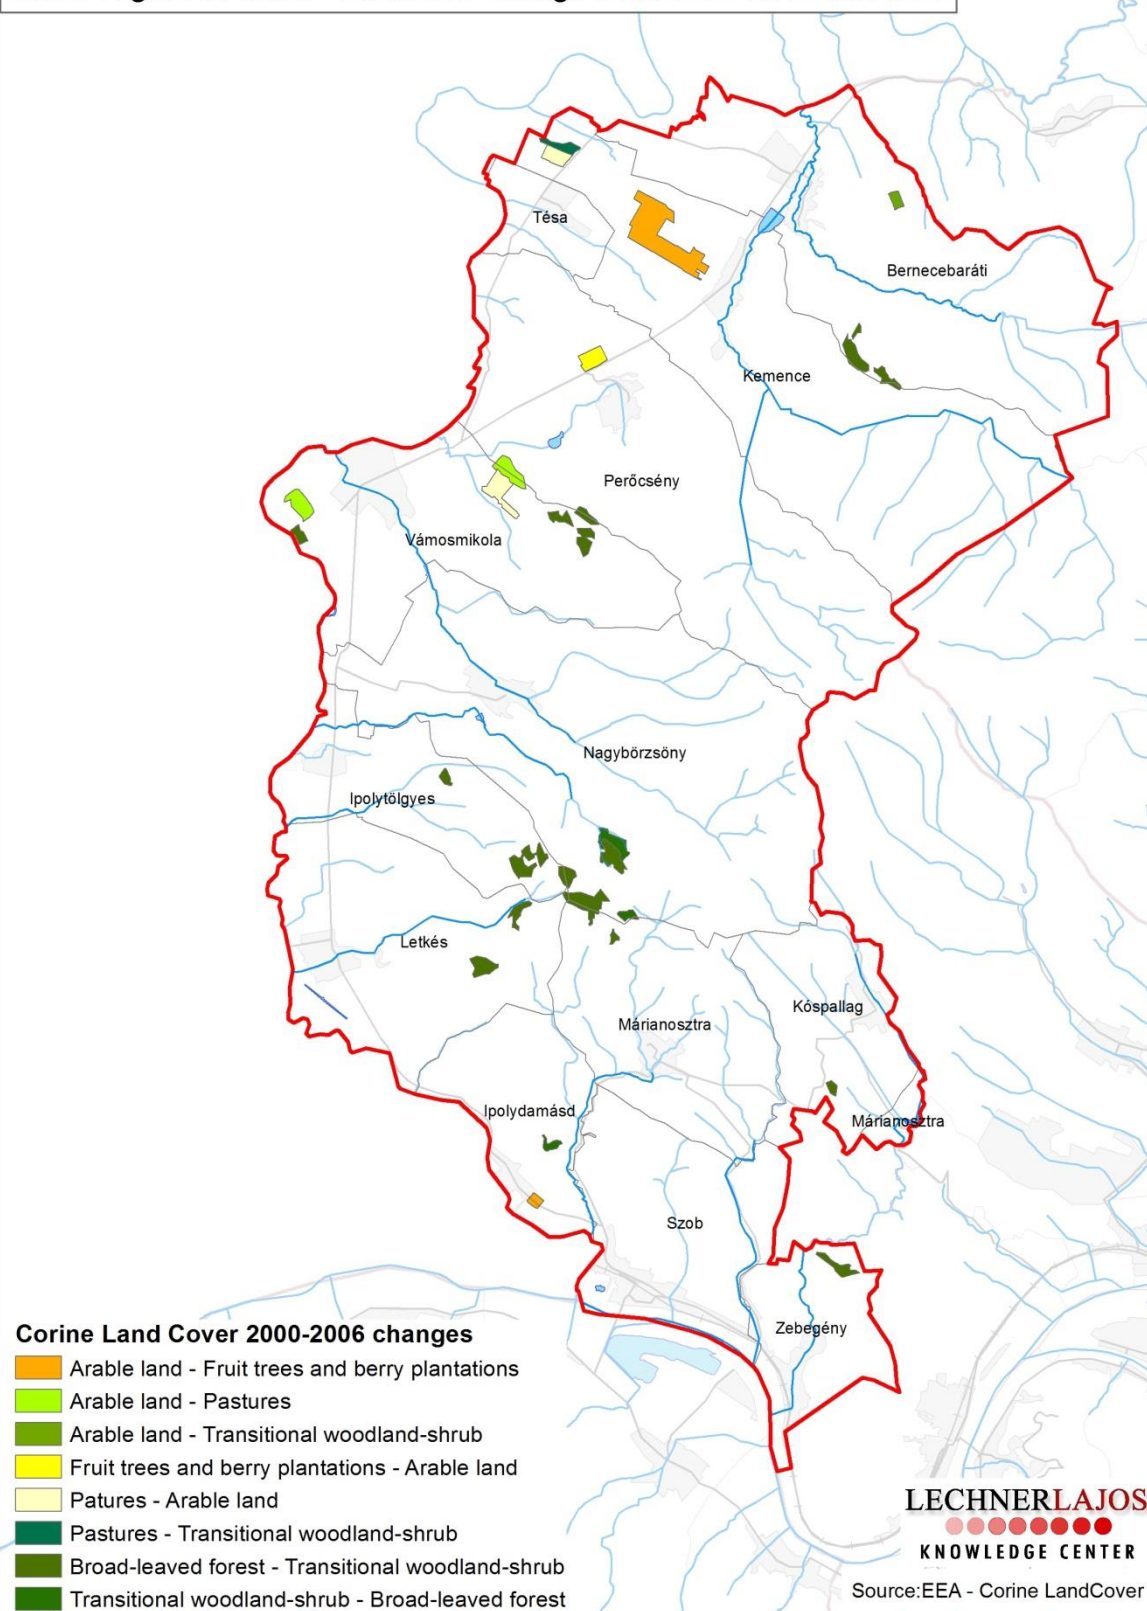 Tésa
Bernecebaráti
Kemence
Perőcsény
Vámosmikola
Nagybörzsöny
Ipolytölgyes
Letkés
Kóspallag
Márianosztra
Ipolydamásd
Márianosztra
Szob
Zebegény
Corine Land Cover 2000-2006 changes
Arable land - Fruit trees and berry plantations
Arable land - Pastures
Arable land - Transitional woodland-shrub
Fruit trees and berry plantations - Arable land
Patures - Arable land
Pastures - Transitional woodland-shrub
Broad-leaved forest - Transitional woodland-shrub
Transitional woodland-shrub - Broad-leaved forest
LECHNERLAJOS
KNOWLEDGE CENTER
Source:EEA - Corine LandCover